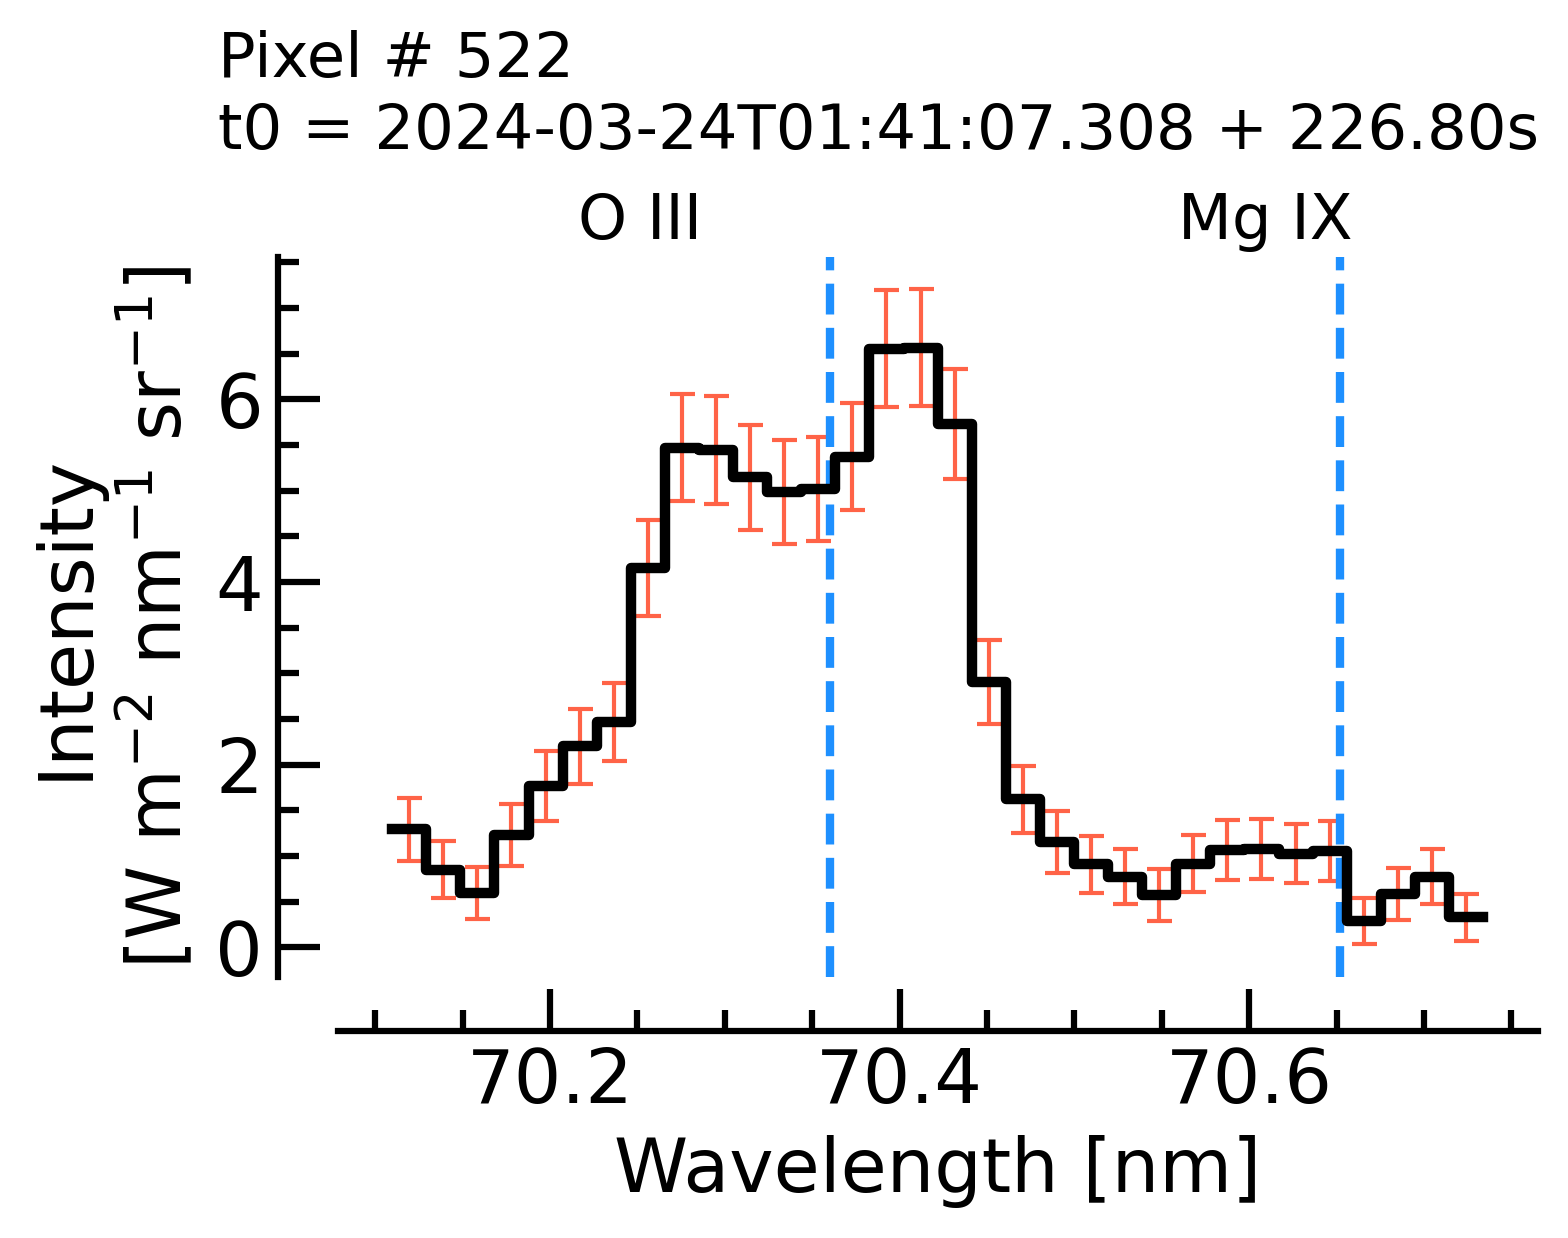 Pixel # 522
t0 = 2024-03-24T01:41:07.308 + 226.80s
O III Mg IX
Intensity
[W m⁻² nm⁻¹ sr⁻¹]
6
4
2
0
70.2 70.4 70.6
Wavelength [nm]